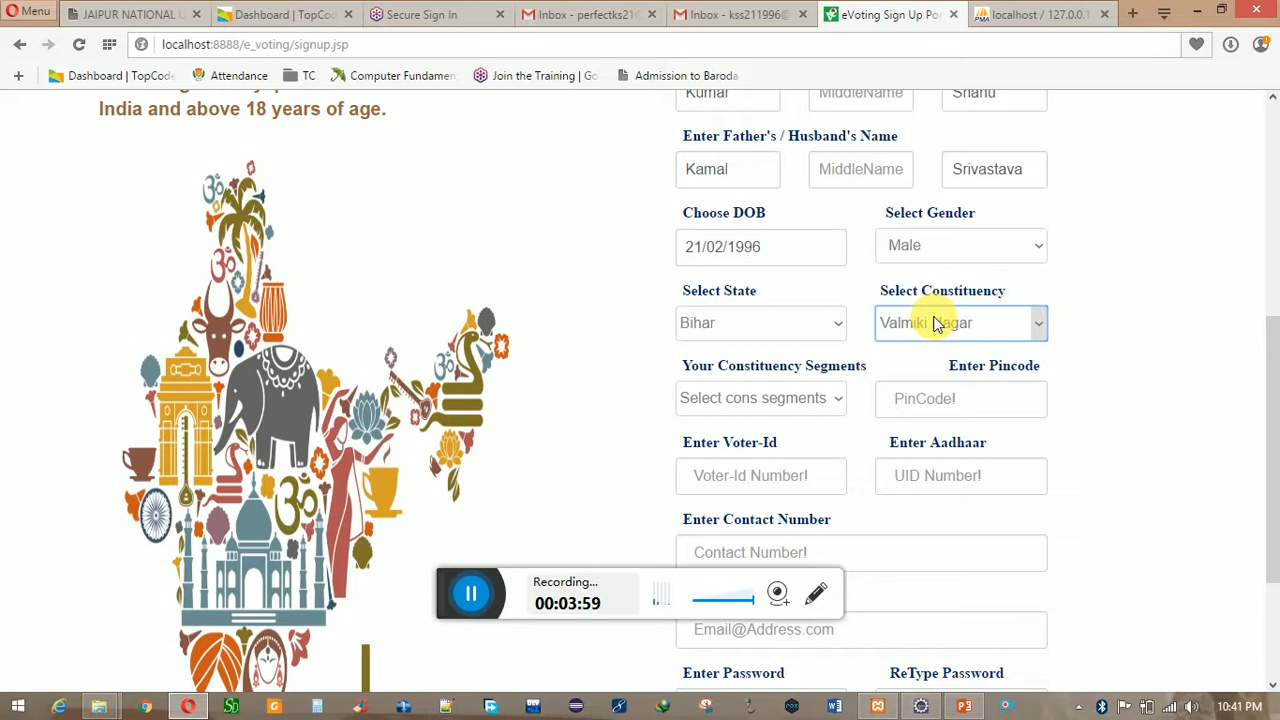 Menu
JAIPUR NATIONAL U
Dashboard | TopCod
Secure Sign In
Inbox - perfectks21@
Inbox - kss211996@
eVoting Sign Up Po
localhost / 127.0.0.1
localhost:8888/e_voting/signup.jsp
Dashboard | TopCode
Attendance
TC
Computer Fundamen
Join the Training | Go
Admission to Baroda
India and above 18 years of age.
Kumar
MiddleName
Shanu
Enter Father's / Husband's Name
Kamal
MiddleName
Srivastava
Choose DOB
Select Gender
21/02/1996
Male
Select State
Select Constituency
Bihar
Valmiki Nagar
Your Constituency Segments
Enter Pincode
Select cons segments
PinCode!
Enter Voter-Id
Enter Aadhaar
Voter-Id Number!
UID Number!
Enter Contact Number
Contact Number!
Recording...
00:03:59
Email@Address.com
Enter Password
ReType Password
10:41 PM